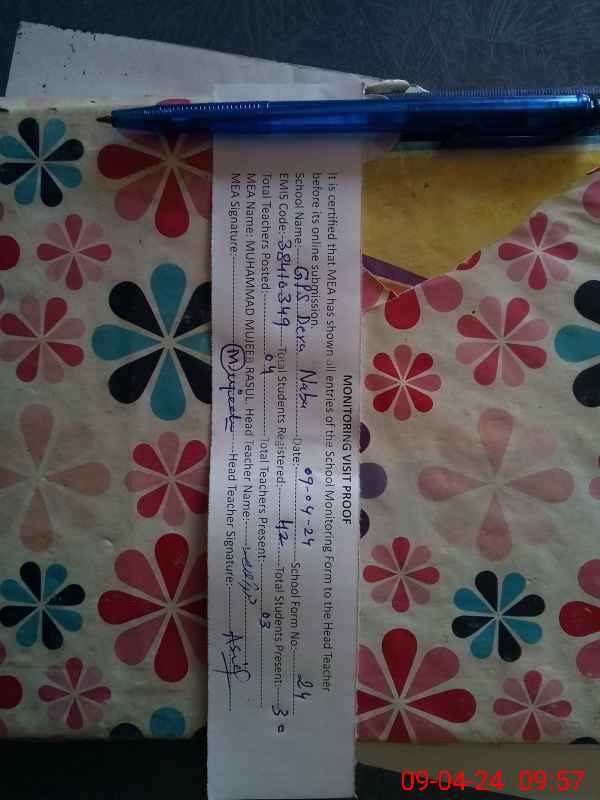 MONITORING VISIT PROOF
It is certified that MEA has shown all entries of the School Monitoring Form to the Head Teacher
before its online submission.
School Name:- GPS Dera Nabu Date: 09-04-24 School Form No:- 24
EMIS Code:- 38410349 Total Students Registered: 42 Total Students Present: 30
Total Teachers Posted: 04 Total Teachers Present: 03
MEA Name: MUHAMMAD MUJEEB RASUL Head Teacher Name:
MEA Signature: Mujeeb Head Teacher Signature: Asif
09-04-24 09:57